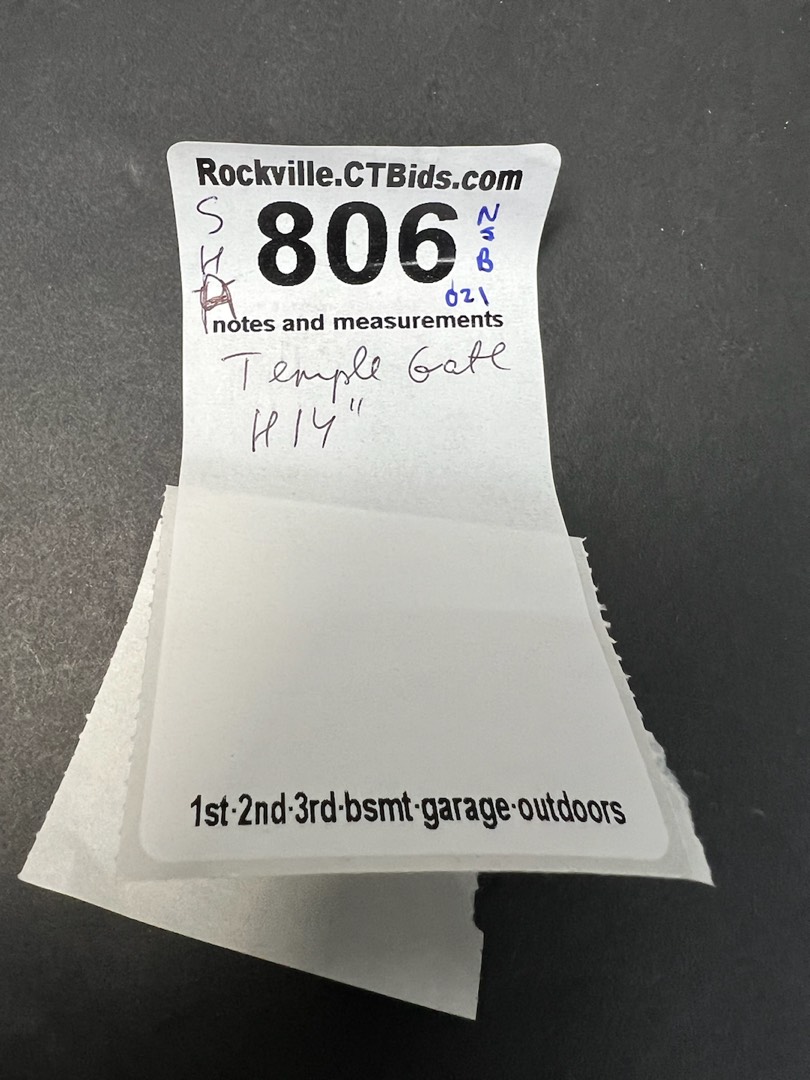 Rockville.CTBids.com
S H A
806
N S B
021
notes and measurements
Temple Gate
H 14"
1st·2nd·3rd·bsmt·garage·outdoors